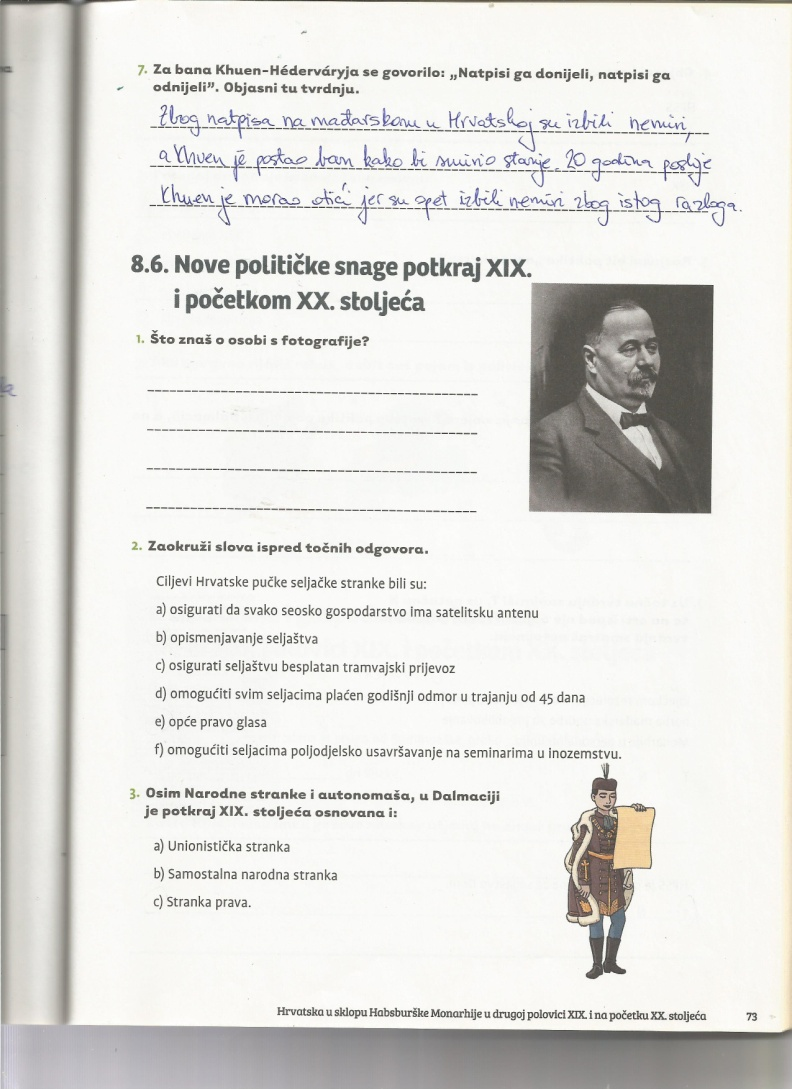 7. Za bana Khuen-Héderváryja se govorilo: „Natpisi ga donijeli, natpisi ga
odnijeli”. Objasni tu tvrdnju.
Zbog natpisa na mađarskom u Hrvatskoj su izbili nemiri,
a Khuen je postao ban kako bi smirio stanje. 20 godina poslije
Khuen je morao otići jer su opet izbili nemiri zbog istog razloga.
8.6. Nove političke snage potkraj XIX.
i početkom XX. stoljeća
1. Što znaš o osobi s fotografije?
2. Zaokruži slova ispred točnih odgovora.
Ciljevi Hrvatske pučke seljačke stranke bili su:
a) osigurati da svako seosko gospodarstvo ima satelitsku antenu
b) opismenjavanje seljaštva
c) osigurati seljaštvu besplatan tramvajski prijevoz
d) omogućiti svim seljacima plaćen godišnji odmor u trajanju od 45 dana
e) opće pravo glasa
f) omogućiti seljacima poljodjelsko usavršavanje na seminarima u inozemstvu.
3. Osim Narodne stranke i autonomaša, u Dalmaciji
je potkraj XIX. stoljeća osnovana i:
a) Unionistička stranka
b) Samostalna narodna stranka
c) Stranka prava.
Hrvatska u sklopu Habsburške Monarhije u drugoj polovici XIX. i na početku XX. stoljeća 73